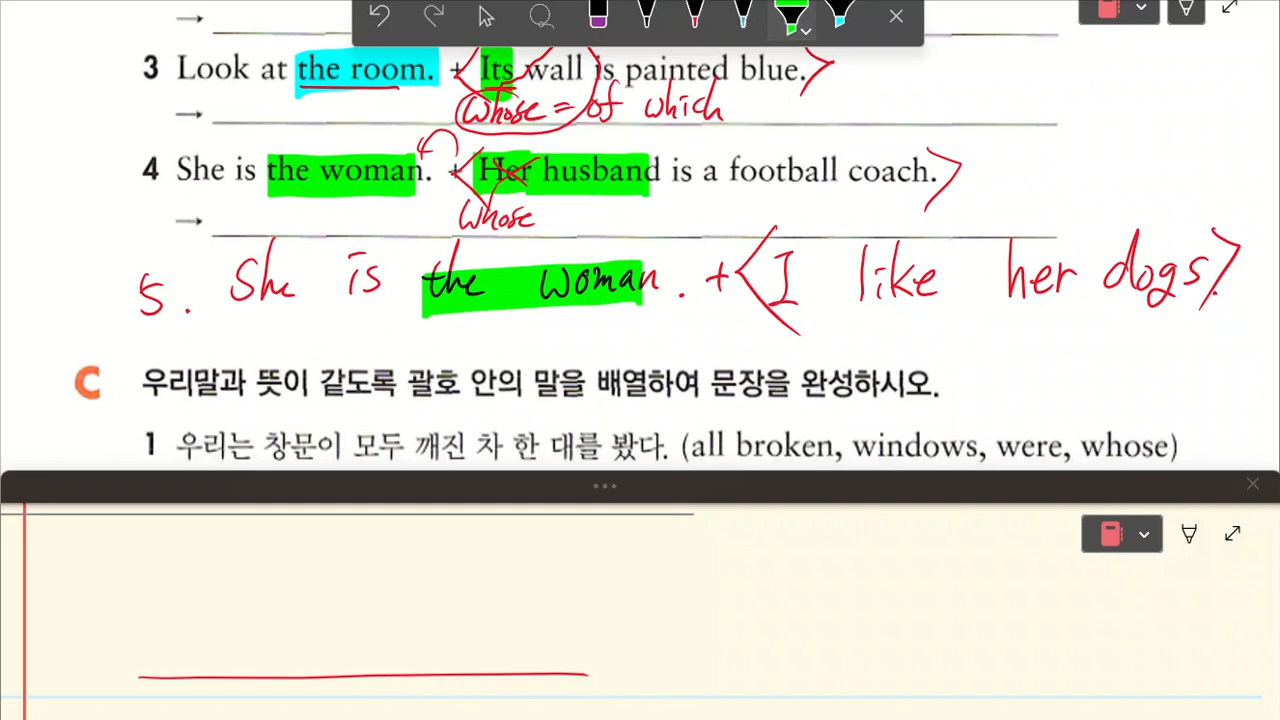 →
3 Look at the room. + Its wall is painted blue.
whose = of which
→
4 She is the woman. + Her husband is a football coach.
whose
→
5. She is the woman. + I like her dogs.
C 우리말과 뜻이 같도록 괄호 안의 말을 배열하여 문장을 완성하시오.
1 우리는 창문이 모두 깨진 차 한 대를 봤다. (all broken, windows, were, whose)